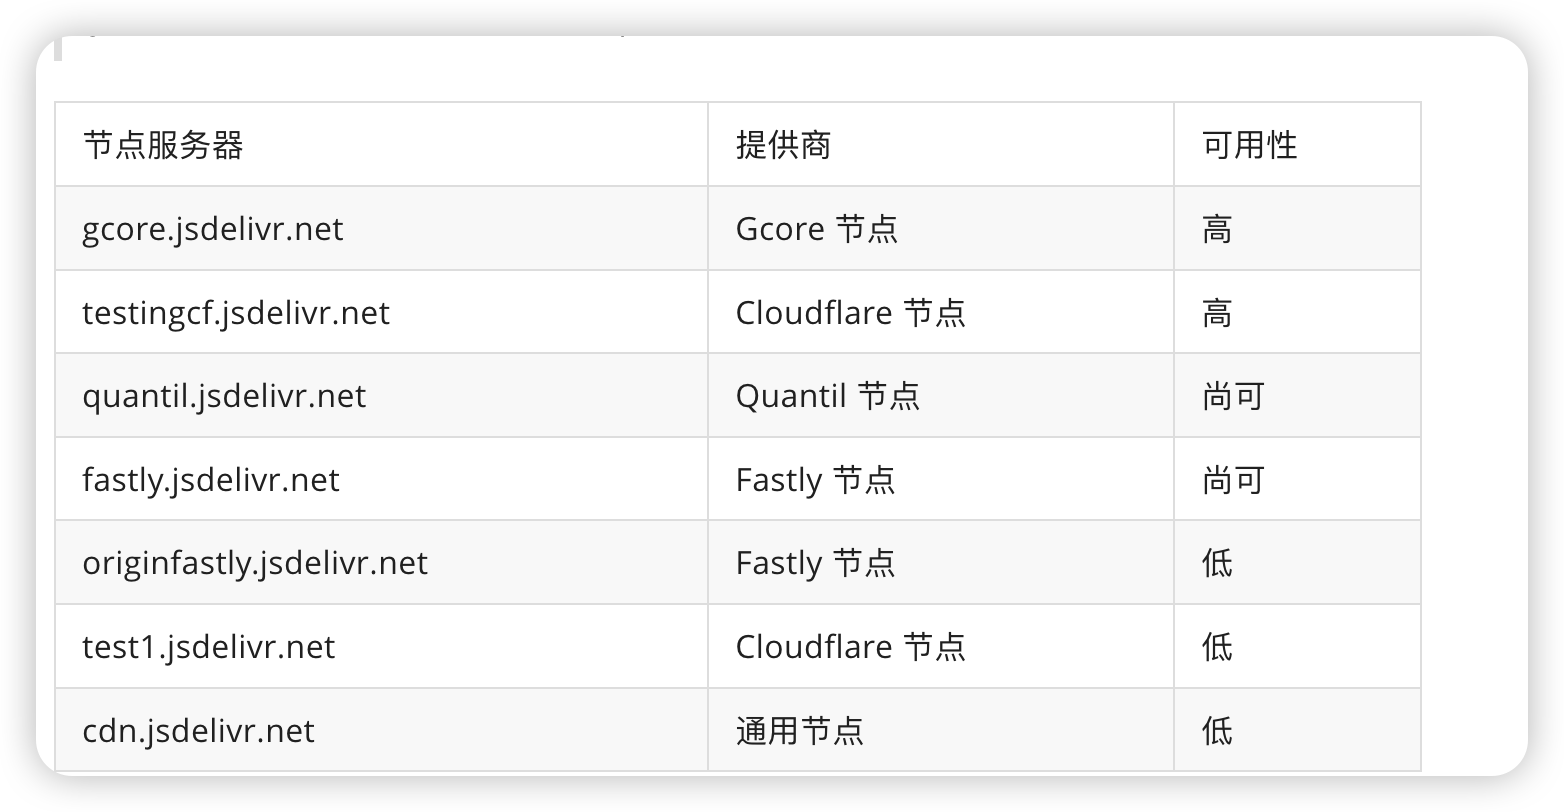 节点服务器 提供商 可用性
gcore.jsdelivr.net Gcore 节点 高
testingcf.jsdelivr.net Cloudflare 节点 高
quantil.jsdelivr.net Quantil 节点 尚可
fastly.jsdelivr.net Fastly 节点 尚可
originfastly.jsdelivr.net Fastly 节点 低
test1.jsdelivr.net Cloudflare 节点 低
cdn.jsdelivr.net 通用节点 低